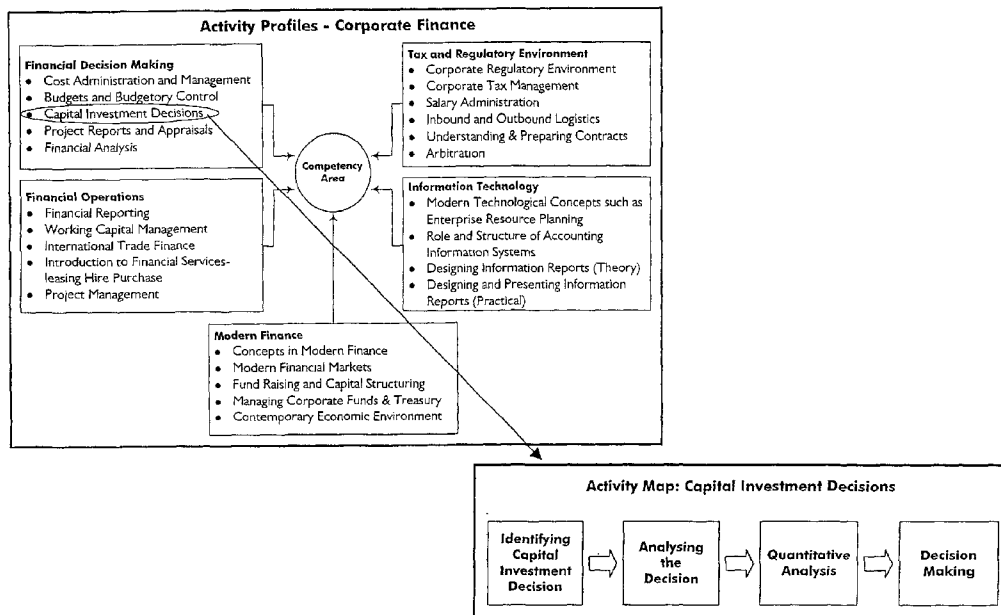 Activity Profiles - Corporate Finance
Financial Decision Making
• Cost Administration and Management
• Budgets and Budgetory Control
• Capital Investment Decisions
• Project Reports and Appraisals
• Financial Analysis
Tax and Regulatory Environment
• Corporate Regulatory Environment
• Corporate Tax Management
• Salary Administration
• Inbound and Outbound Logistics
• Understanding & Preparing Contracts
• Arbitration
Competency
Area
Financial Operations
• Financial Reporting
• Working Capital Management
• International Trade Finance
• Introduction to Financial Services-
leasing Hire Purchase
• Project Management
Information Technology
• Modern Technological Concepts such as
Enterprise Resource Planning
• Role and Structure of Accounting
Information Systems
• Designing Information Reports (Theory)
• Designing and Presenting Information
Reports (Practical)
Modern Finance
• Concepts in Modern Finance
• Modern Financial Markets
• Fund Raising and Capital Structuring
• Managing Corporate Funds & Treasury
• Contemporary Economic Environment
Activity Map: Capital Investment Decisions
Identifying
Capital
Investment
Decision
Analysing
the
Decision
Quantitative
Analysis
Decision
Making